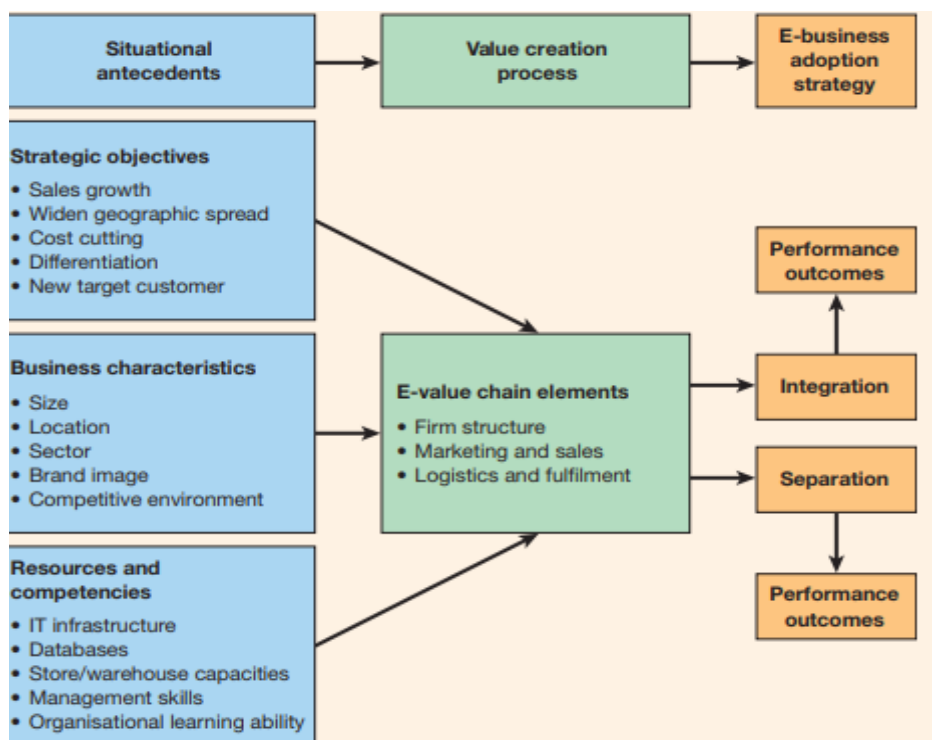 Situational
antecedents
Value creation
process
E-business
adoption
strategy
Strategic objectives
• Sales growth
• Widen geographic spread
• Cost cutting
• Differentiation
• New target customer
Business characteristics
• Size
• Location
• Sector
• Brand image
• Competitive environment
Resources and
competencies
• IT infrastructure
• Databases
• Store/warehouse capacities
• Management skills
• Organisational learning ability
E-value chain elements
• Firm structure
• Marketing and sales
• Logistics and fulfilment
Performance
outcomes
Integration
Separation
Performance
outcomes